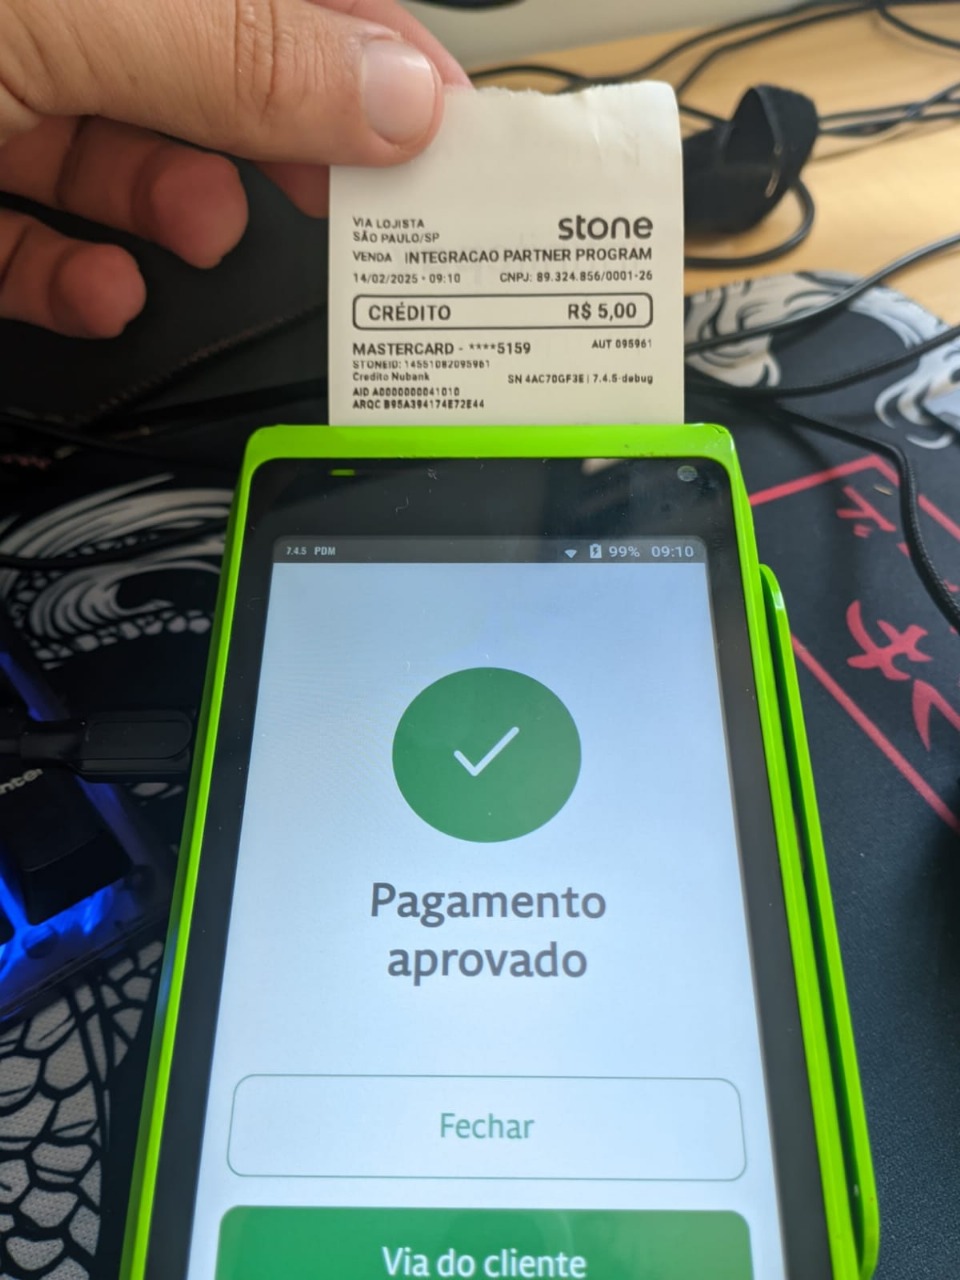 VIA LOJISTA
SÃO PAULO/SP
stone
VENDA INTEGRACAO PARTNER PROGRAM
14/02/2025 - 09:10 CNPJ: 89.324.856/0001-26
CRÉDITO R$ 5,00
MASTERCARD - ****5159 AUT 095961
STONEID: 14551082095961
Credito Nubank
SN 4AC70GF3E | 7.4.5-debug
AID A0000000041010
ARQC B95A394174E72E44
7.4.5 PDM 99% 09:10
Pagamento
aprovado
Fechar
Via do cliente